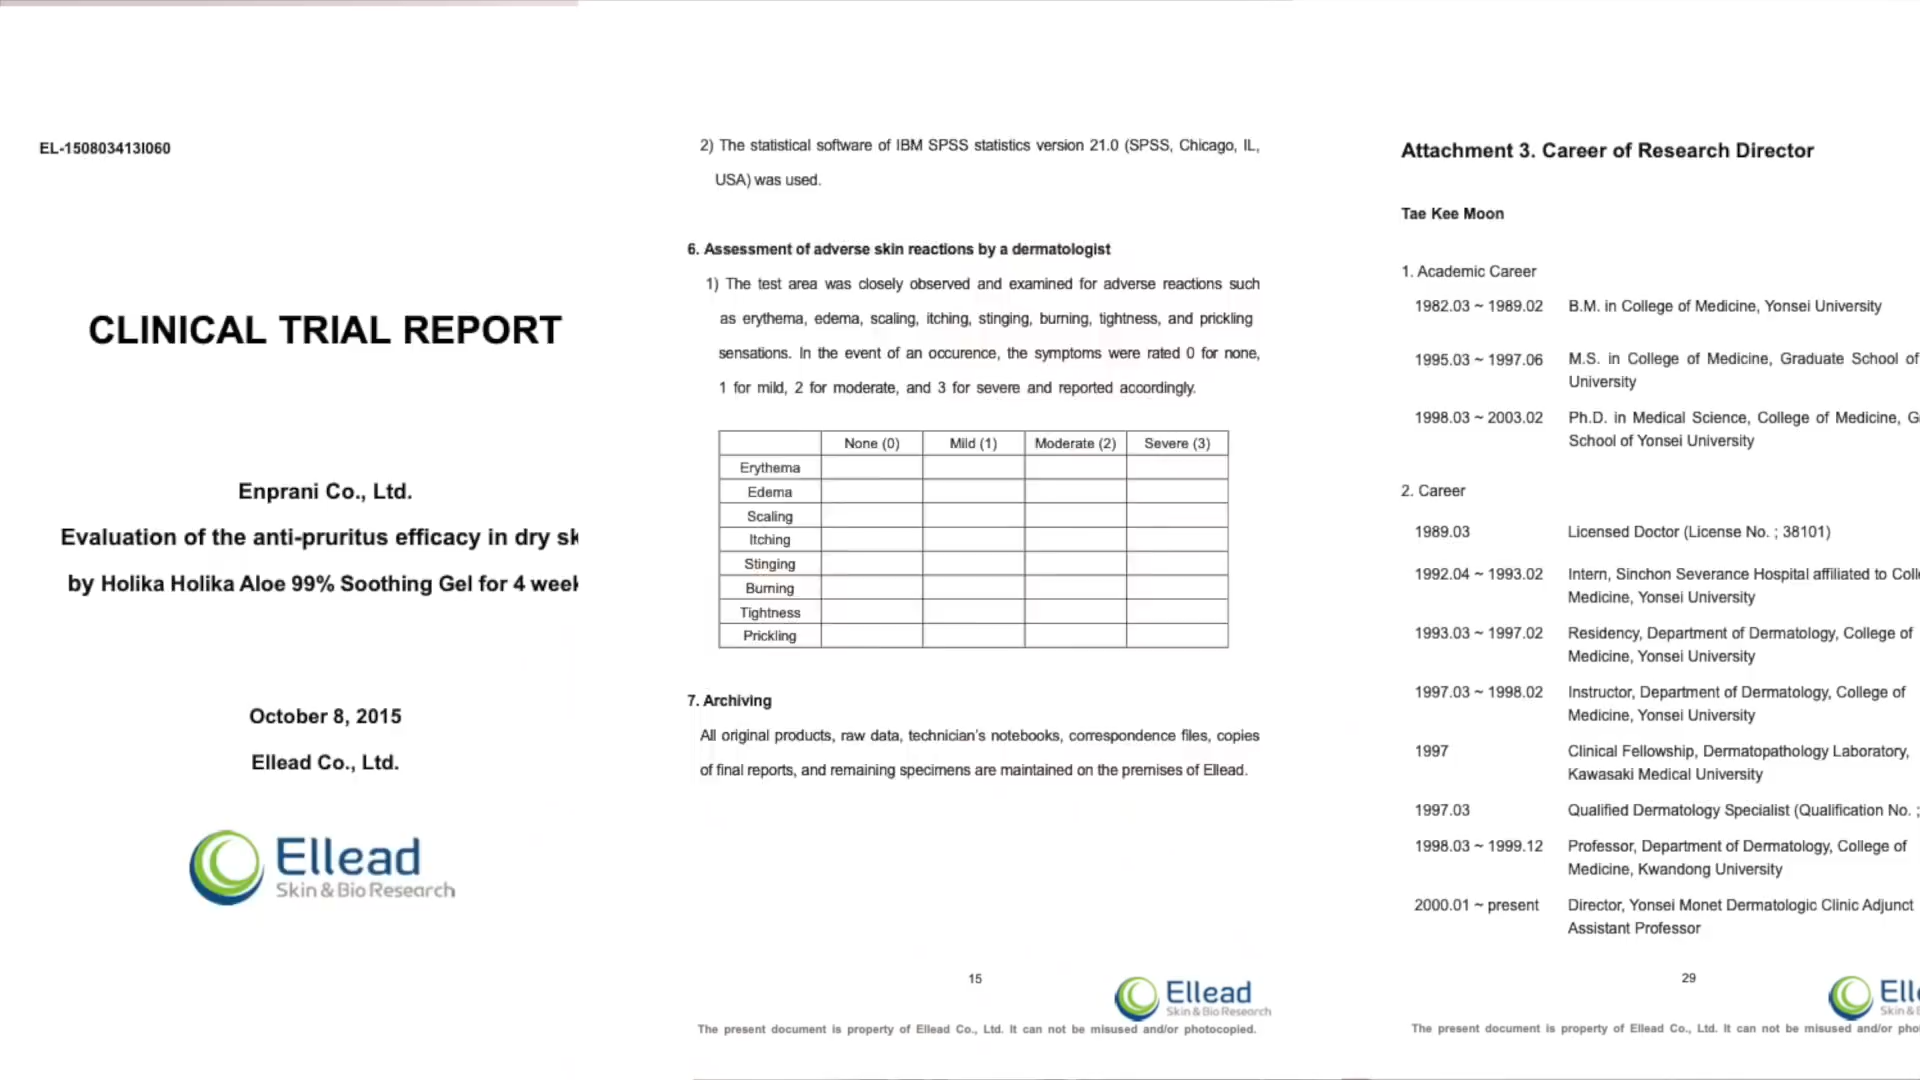 EL-150803413I060
CLINICAL TRIAL REPORT
Enprani Co., Ltd.
Evaluation of the anti-pruritus efficacy in dry
by Holika Holika Aloe 99% Soothing Gel for 4
October 8, 2015
Ellead Co., Ltd.
Ellead
Skin & Bio Research
2) The statistical software of IBM SPSS statistics version 21.0 (SPSS, Chicago, IL,
USA) was used.
6. Assessment of adverse skin reactions by a dermatologist
1) The test area was closely observed and examined for adverse reactions such
as erythema, edema, scaling, itching, stinging, burning, tightness, and prickling
sensations. In the event of an occurence, the symptoms were rated 0 for none,
1 for mild, 2 for moderate, and 3 for severe and reported accordingly.
None (0) Mild (1) Moderate (2) Severe (3)
Erythema
Edema
Scaling
Itching
Stinging
Burning
Tightness
Prickling
7. Archiving
All original products, raw data, technician's notebooks, correspondence files, copies
of final reports, and remaining specimens are maintained on the premises of Ellead.
15
Ellead
Skin & Bio Research
The present document is property of Ellead Co., Ltd. It can not be misused and/or photocopied.
Attachment 3. Career of Research Director
Tae Kee Moon
1. Academic Career
1982.03 ~ 1989.02 B.M. in College of Medicine, Yonsei University
1995.03 ~ 1997.06 M.S. in College of Medicine, Graduate School of
University
1998.03 ~ 2003.02 Ph.D. in Medical Science, College of Medicine,
School of Yonsei University
2. Career
1989.03 Licensed Doctor (License No. ; 38101)
1992.04 ~ 1993.02 Intern, Sinchon Severance Hospital affiliated to
Medicine, Yonsei University
1993.03 ~ 1997.02 Residency, Department of Dermatology, College of
Medicine, Yonsei University
1997.03 ~ 1998.02 Instructor, Department of Dermatology, College of
Medicine, Yonsei University
1997 Clinical Fellowship, Dermatopathology Laboratory,
Kawasaki Medical University
1997.03 Qualified Dermatology Specialist (Qualification No. ;
1998.03 ~ 1999.12 Professor, Department of Dermatology, College of
Medicine, Kwandong University
2000.01 ~ present Director, Yonsei Monet Dermatologic Clinic Adjunct
Assistant Professor
29
The present document is property of Ellead Co., Ltd. It can not be misused and/or